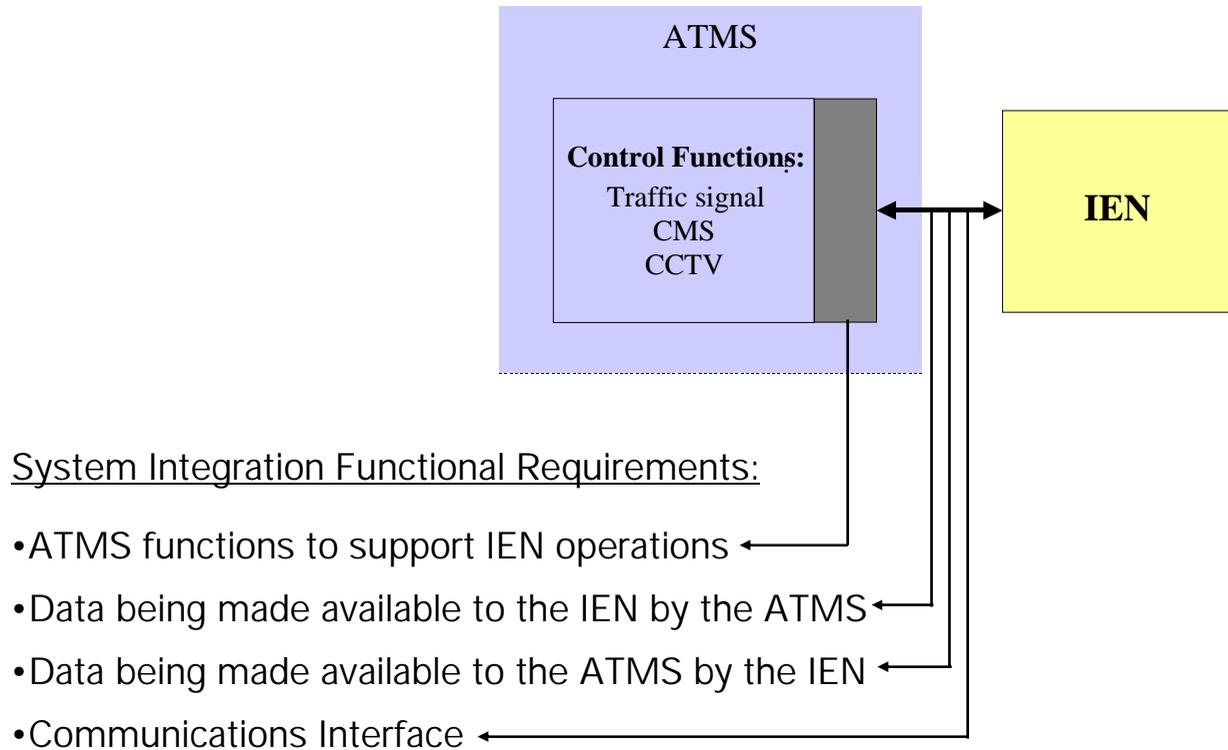 ATMS
Control Functions:
Traffic signal
CMS
CCTV
IEN
System Integration Functional Requirements:
•ATMS functions to support IEN operations
•Data being made available to the IEN by the ATMS
•Data being made available to the ATMS by the IEN
•Communications Interface